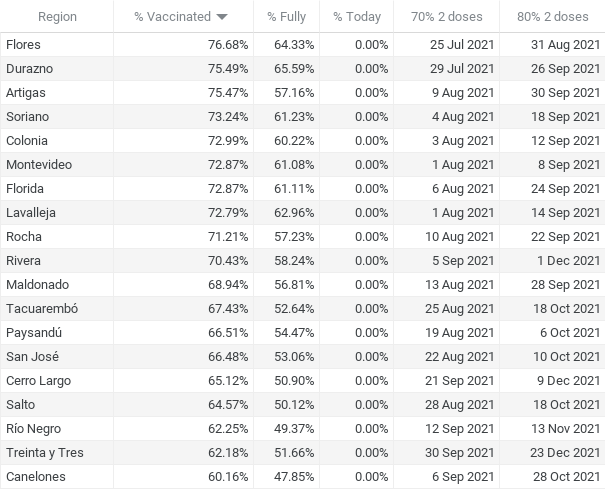 Region % Vaccinated % Fully % Today 70% 2 doses 80% 2 doses
Flores 76.68% 64.33% 0.00% 25 Jul 2021 31 Aug 2021
Durazno 75.49% 65.59% 0.00% 29 Jul 2021 26 Sep 2021
Artigas 75.47% 57.16% 0.00% 9 Aug 2021 30 Sep 2021
Soriano 73.24% 61.23% 0.00% 4 Aug 2021 18 Sep 2021
Colonia 72.99% 60.22% 0.00% 3 Aug 2021 12 Sep 2021
Montevideo 72.87% 61.08% 0.00% 1 Aug 2021 8 Sep 2021
Florida 72.87% 61.11% 0.00% 6 Aug 2021 24 Sep 2021
Lavalleja 72.79% 62.96% 0.00% 1 Aug 2021 14 Sep 2021
Rocha 71.21% 57.23% 0.00% 10 Aug 2021 22 Sep 2021
Rivera 70.43% 58.24% 0.00% 5 Sep 2021 1 Dec 2021
Maldonado 68.94% 56.81% 0.00% 13 Aug 2021 28 Sep 2021
Tacuarembó 67.43% 52.64% 0.00% 25 Aug 2021 18 Oct 2021
Paysandú 66.51% 54.47% 0.00% 19 Aug 2021 6 Oct 2021
San José 66.48% 53.06% 0.00% 22 Aug 2021 10 Oct 2021
Cerro Largo 65.12% 50.90% 0.00% 21 Sep 2021 9 Dec 2021
Salto 64.57% 50.12% 0.00% 28 Aug 2021 18 Oct 2021
Río Negro 62.25% 49.37% 0.00% 12 Sep 2021 13 Nov 2021
Treinta y Tres 62.18% 51.66% 0.00% 30 Sep 2021 23 Dec 2021
Canelones 60.16% 47.85% 0.00% 6 Sep 2021 28 Oct 2021